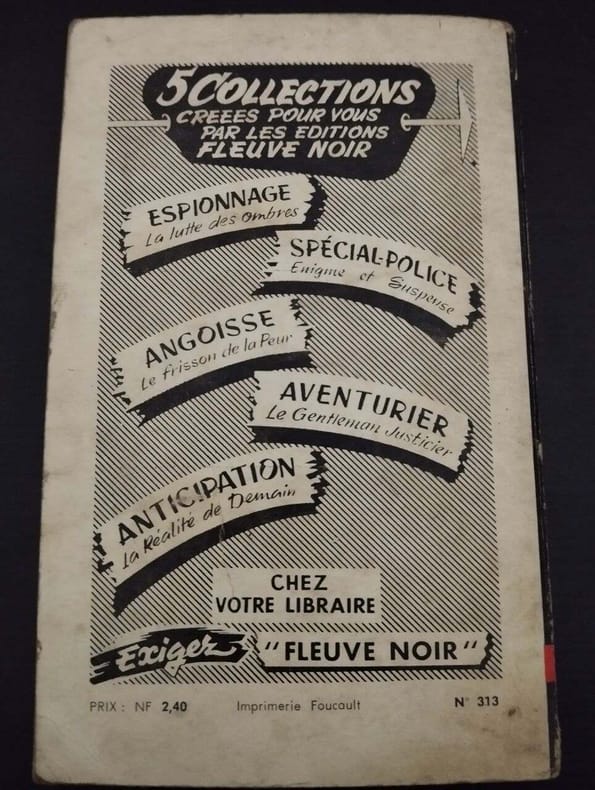 5 COLLECTIONS
CREEES POUR VOUS
PAR LES EDITIONS
FLEUVE NOIR
ESPIONNAGE
La lutte des ombres
SPÉCIAL-POLICE
Enigme et Suspense
ANGOISSE
Le frisson de la Peur
AVENTURIER
Le Gentleman Justicier
ANTICIPATION
La Réalité de Demain
CHEZ
VOTRE LIBRAIRE
Exigez "FLEUVE NOIR"
PRIX : NF 2,40 Imprimerie Foucault N° 313